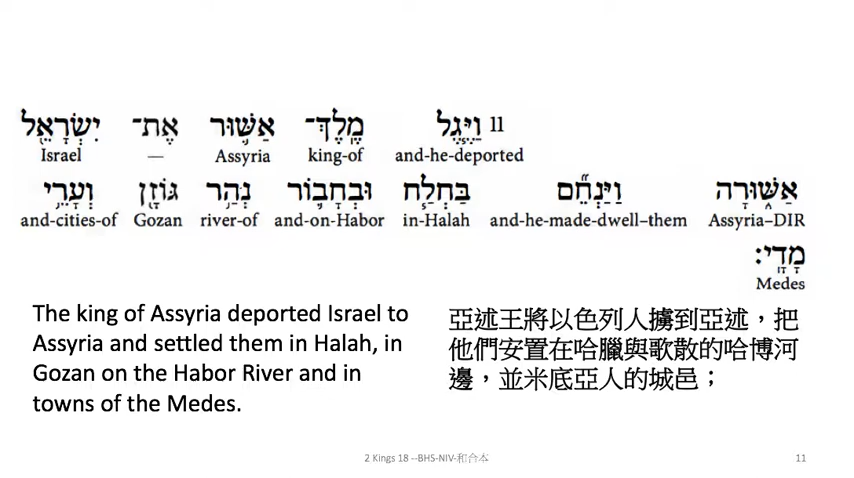 11 וַיֶּ֧גֶל מֶֽלֶךְ־ אַשּׁ֛וּר אֶת־ יִשְׂרָאֵ֖ל
and-he-deported king-of Assyria — Israel
אַשּׁ֑וּרָה וַיַּנְחֵ֞ם בַּחְלַ֧ח וּבְחָב֛וֹר נְהַ֥ר גּוֹזָ֖ן וְעָרֵ֥י
Assyria–DIR and-he-made-dwell–them in-Halah and-on-Habor river-of Gozan and-cities-of
מָדָֽי׃
Medes
The king of Assyria deported Israel to
Assyria and settled them in Halah, in
Gozan on the Habor River and in
towns of the Medes.
亞述王將以色列人擄到亞述，把
他們安置在哈臘與歌散的哈博河
邊，並米底亞人的城邑；
2 Kings 18 --BHS-NIV-和合本
11